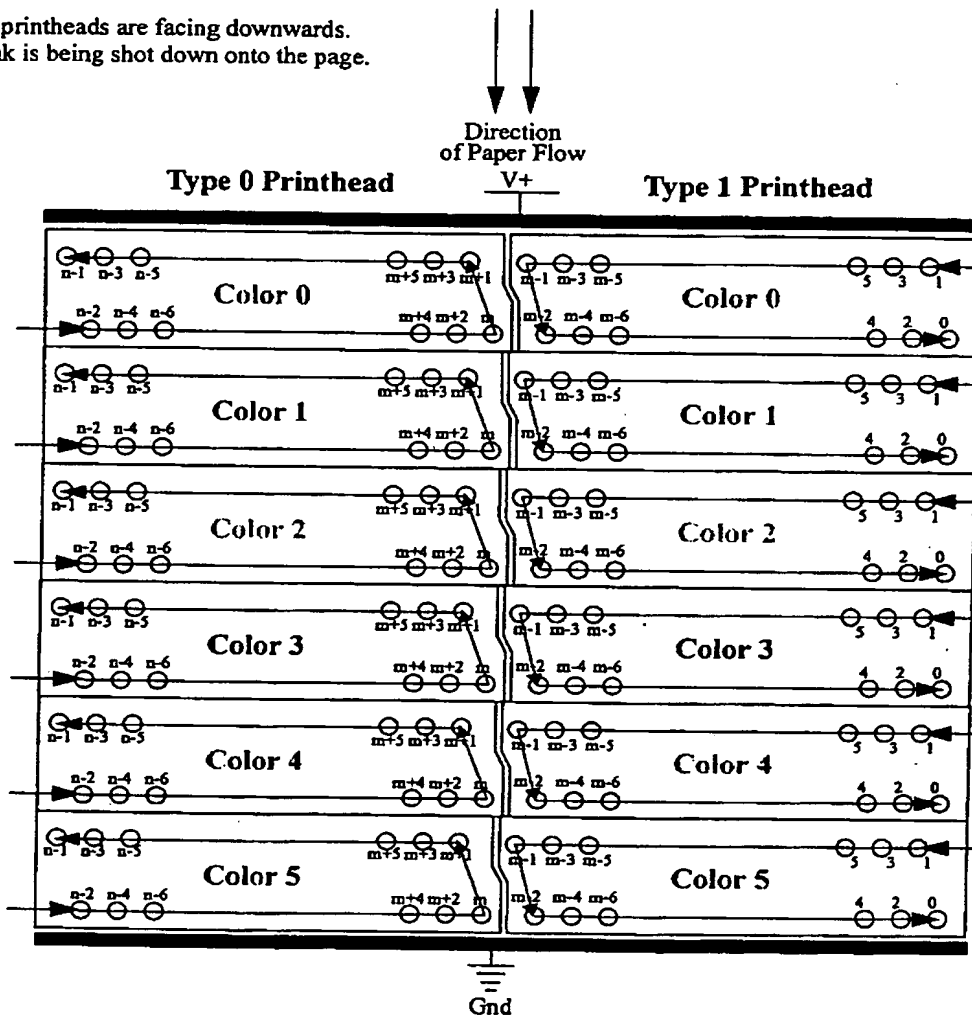 printheads are facing downwards.
nk is being shot down onto the page.
Direction
of Paper Flow
Type 0 Printhead V+ Type 1 Printhead
n-1 n-3 n-5 m+5 m+3 m+1 m-1 m-3 m-5 5 3 1
Color 0 Color 0
n-2 n-4 n-6 m+4 m+2 m m-2 m-4 m-6 4 2 0
n-1 n-3 n-5 m+5 m+3 m+1 m-1 m-3 m-5 5 3 1
Color 1 Color 1
n-2 n-4 n-6 m+4 m+2 m m-2 m-4 m-6 4 2 0
n-1 n-3 n-5 m+5 m+3 m+1 m-1 m-3 m-5 5 3 1
Color 2 Color 2
n-2 n-4 n-6 m+4 m+2 m m-2 m-4 m-6 4 2 0
n-1 n-3 n-5 m+5 m+3 m+1 m-1 m-3 m-5 5 3 1
Color 3 Color 3
n-2 n-4 n-6 m+4 m+2 m m-2 m-4 m-6 4 2 0
n-1 n-3 n-5 m+5 m+3 m+1 m-1 m-3 m-5 5 3 1
Color 4 Color 4
n-2 n-4 n-6 m+4 m+2 m m-2 m-4 m-6 4 2 0
n-1 n-3 n-5 m+5 m+3 m+1 m-1 m-3 m-5 5 3 1
Color 5 Color 5
n-2 n-4 n-6 m+4 m+2 m m-2 m-4 m-6 4 2 0
Gnd